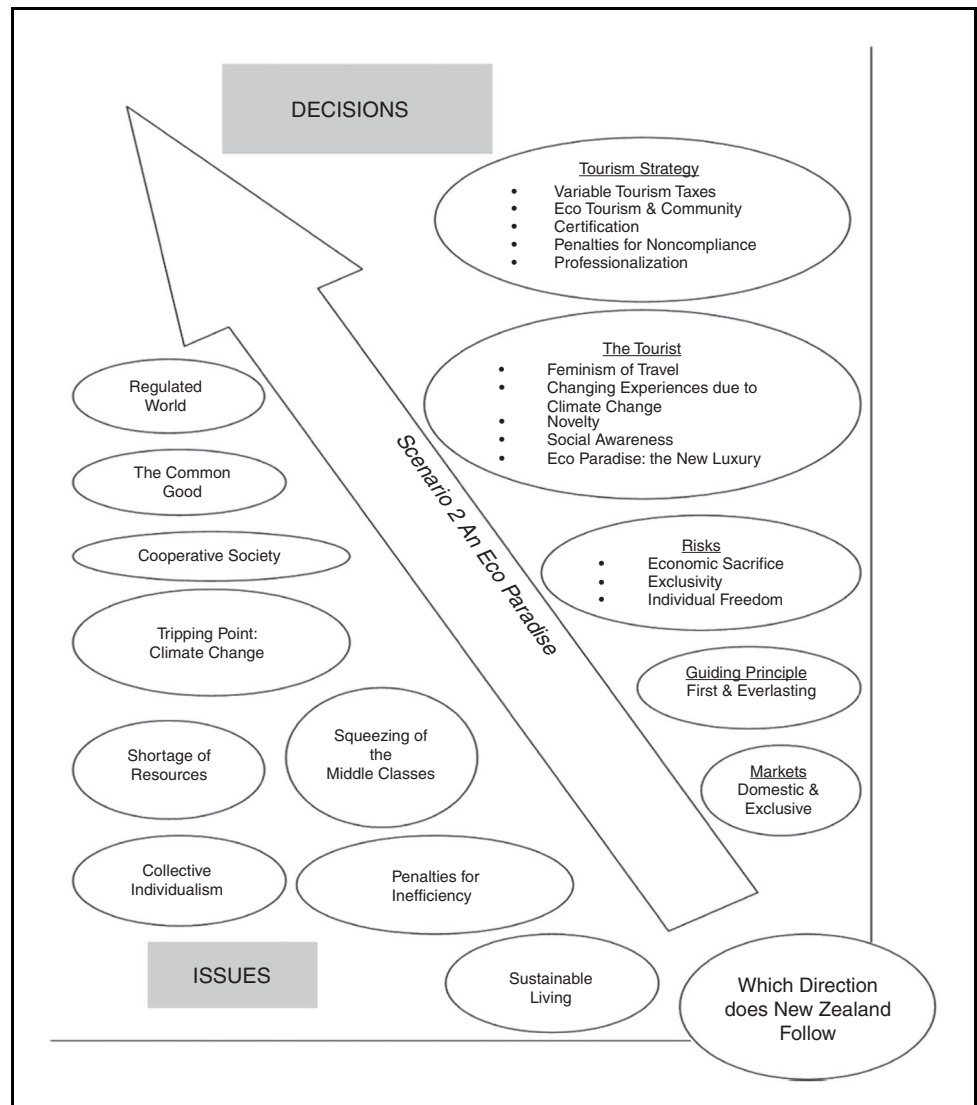 DECISIONS
Tourism Strategy
• Variable Tourism Taxes
• Eco Tourism & Community
• Certification
• Penalties for Noncompliance
• Professionalization
The Tourist
• Feminism of Travel
• Changing Experiences due to
Climate Change
• Novelty
• Social Awareness
• Eco Paradise: the New Luxury
Regulated
World
The Common
Good
Cooperative Society
Tripping Point:
Climate Change
Scenario 2 An Eco Paradise
Risks
• Economic Sacrifice
• Exclusivity
• Individual Freedom
Guiding Principle
First & Everlasting
Shortage of
Resources
Squeezing of
the
Middle Classes
Markets
Domestic &
Exclusive
Collective
Individualism
Penalties for
Inefficiency
ISSUES
Sustainable
Living
Which Direction
does New Zealand
Follow